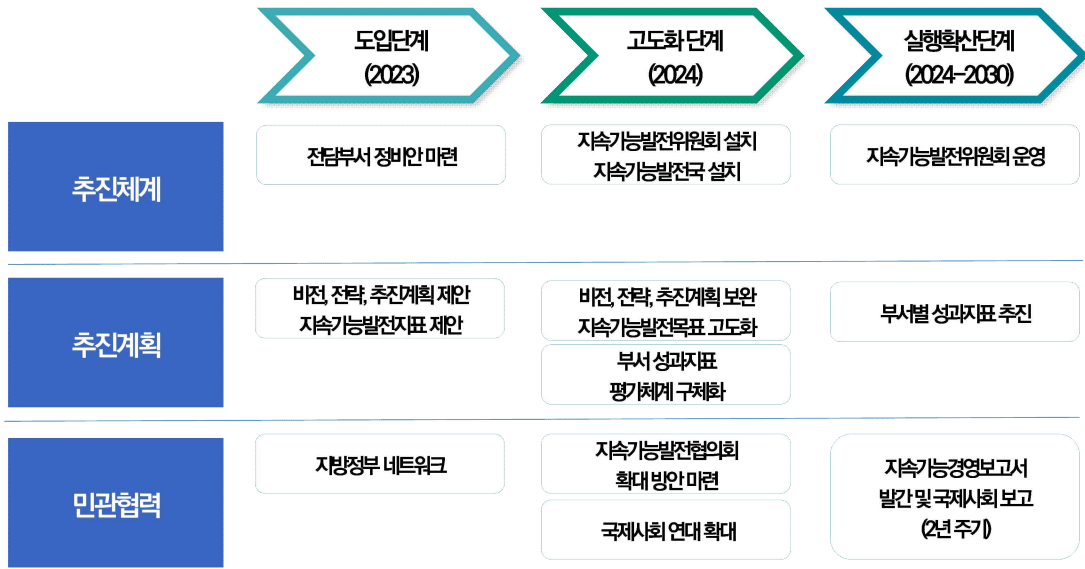 도입단계
(2023)
고도화 단계
(2024)
실행확산단계
(2024-2030)
추진체계
전담부서 정비안 마련
지속가능발전위원회 설치
지속가능발전국 설치
지속가능발전위원회 운영
추진계획
비전, 전략, 추진계획 제안
지속가능발전지표 제안
비전, 전략, 추진계획 보완
지속가능발전목표 고도화
부서 성과지표
평가체계 구체화
부서별 성과지표 추진
민관협력
지방정부 네트워크
지속가능발전협의회
확대 방안 마련
국제사회 연대 확대
지속가능경영보고서
발간 및 국제사회 보고
(2년 주기)